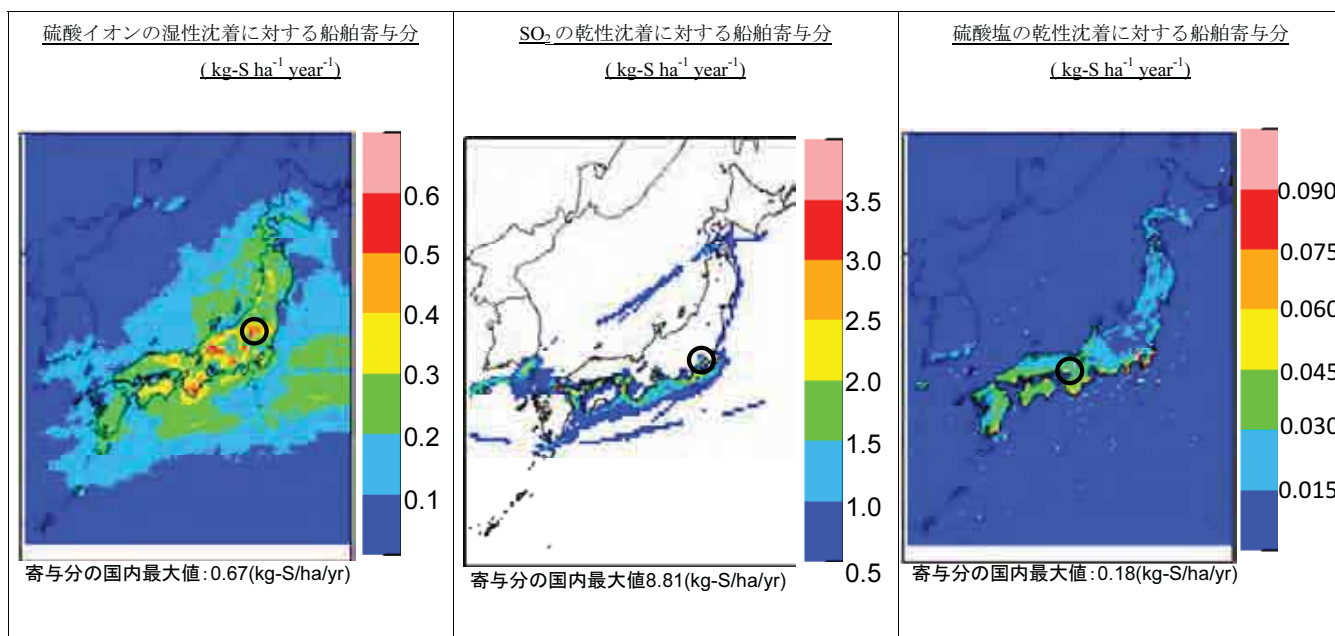 硫酸イオンの湿性沈着に対する船舶寄与分
( kg-S ha-1 year-1)
0.6
0.5
0.4
0.3
0.2
0.1
寄与分の国内最大値:0.67(kg-S/ha/yr)
SO2の乾性沈着に対する船舶寄与分
( kg-S ha-1 year-1)
3.5
3.0
2.5
2.0
1.5
1.0
0.5
寄与分の国内最大値8.81(kg-S/ha/yr)
硫酸塩の乾性沈着に対する船舶寄与分
( kg-S ha-1 year-1)
0.090
0.075
0.060
0.045
0.030
0.015
寄与分の国内最大値:0.18(kg-S/ha/yr)